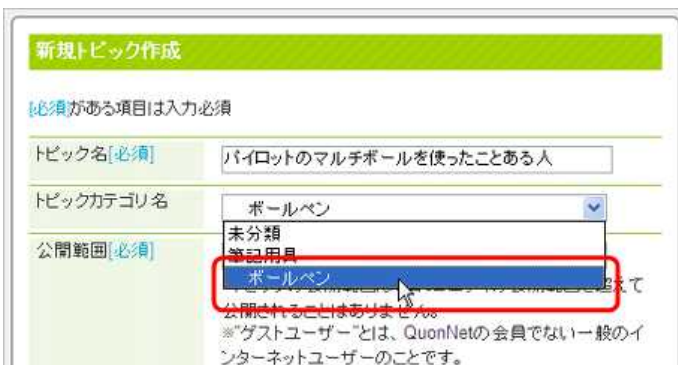 新規トピック作成
[必須]がある項目は入力必須
トピック名[必須]
パイロットのマルチボールを使ったことある人
トピックカテゴリ名
ボールペン
未分類
筆記用具
ボールペン
公開範囲[必須]
公開されることはありません。
※"ゲストユーザー"とは、QuonNetの会員でない一般のイ
ンターネットユーザーのことです。